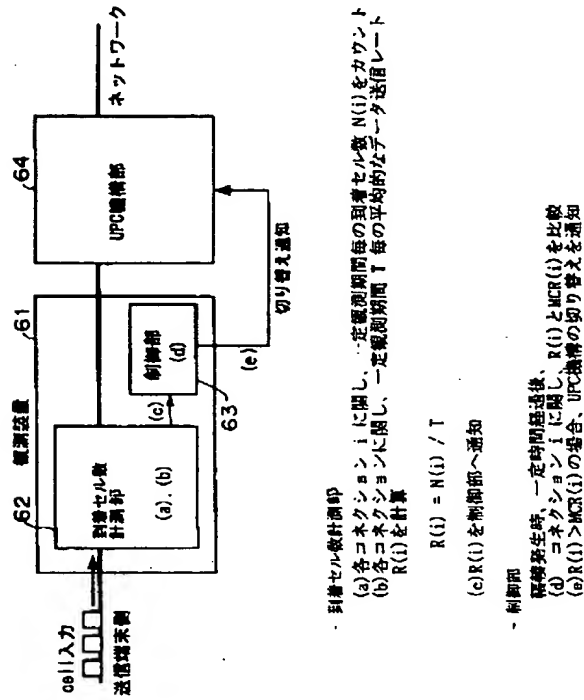 cell入力
送信端末側
観測装置
61
62
到着セル数
計測部
(a)、(b)
(c)
制御部
(d)
63
(e)
切り替え通知
64
UPC機構部
ネットワーク
・到着セル数計測部
(a)各コネクション i に関し、一定観測期間毎の到着セル数 N(i)をカウント
(b)各コネクションに関し、一定観測期間 T 毎の平均的なデータ送信レート
R(i)を計算
R(i) = N(i) / T
(c)R(i)を制御部へ通知
・制御部
輻輳発生時、一定時間経過後、
(d) コネクション i に関し、R(i)とMCR(i)を比較
(e)R(i)>MCR(i)の場合、UPC機構の切り替えを通知